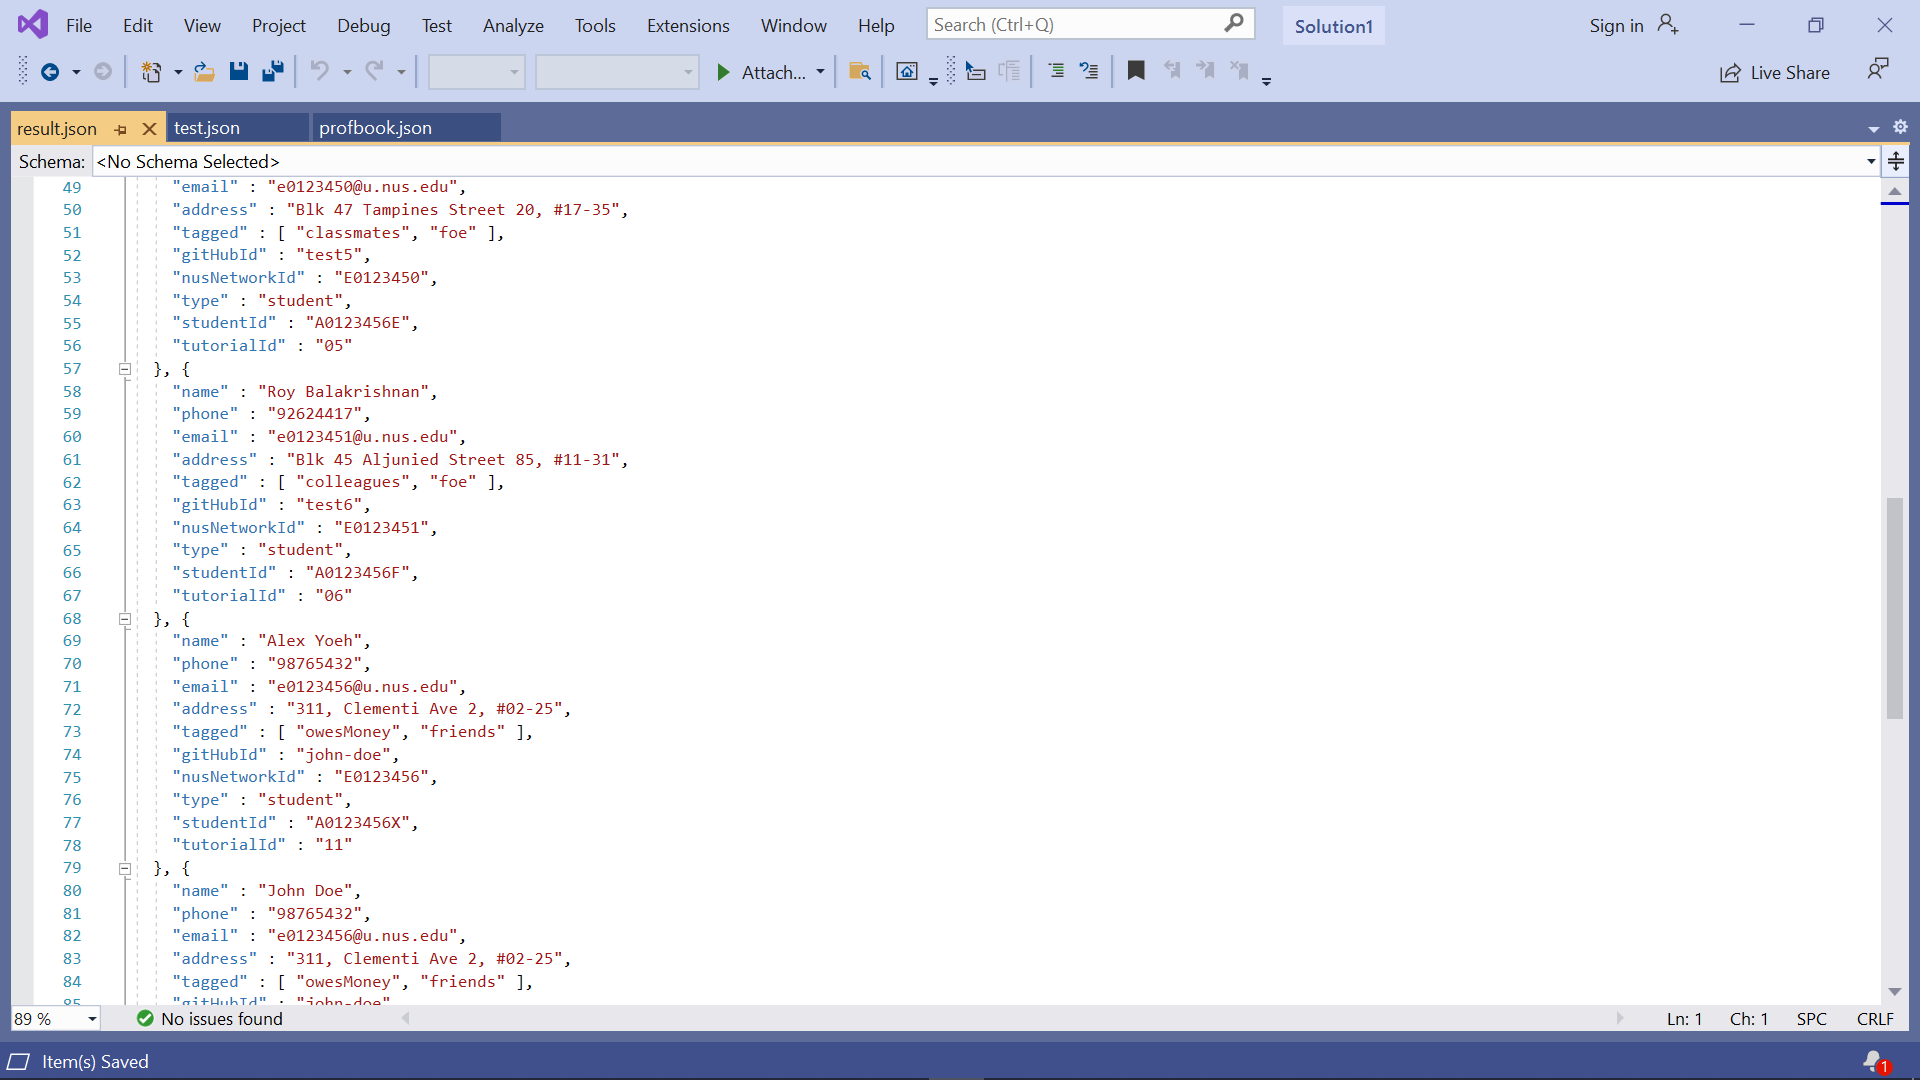 File Edit View Project Debug Test Analyze Tools Extensions Window Help Search (Ctrl+Q) Solution1 Sign in
Attach... Live Share
result.json test.json profbook.json
Schema: <No Schema Selected>
49 "email" : "e0123450@u.nus.edu",
50 "address" : "Blk 47 Tampines Street 20, #17-35",
51 "tagged" : [ "classmates", "foe" ],
52 "gitHubId" : "test5",
53 "nusNetworkId" : "E0123450",
54 "type" : "student",
55 "studentId" : "A0123456E",
56 "tutorialId" : "05"
57 }, {
58 "name" : "Roy Balakrishnan",
59 "phone" : "92624417",
60 "email" : "e0123451@u.nus.edu",
61 "address" : "Blk 45 Aljunied Street 85, #11-31",
62 "tagged" : [ "colleagues", "foe" ],
63 "gitHubId" : "test6",
64 "nusNetworkId" : "E0123451",
65 "type" : "student",
66 "studentId" : "A0123456F",
67 "tutorialId" : "06"
68 }, {
69 "name" : "Alex Yoeh",
70 "phone" : "98765432",
71 "email" : "e0123456@u.nus.edu",
72 "address" : "311, Clementi Ave 2, #02-25",
73 "tagged" : [ "owesMoney", "friends" ],
74 "gitHubId" : "john-doe",
75 "nusNetworkId" : "E0123456",
76 "type" : "student",
77 "studentId" : "A0123456X",
78 "tutorialId" : "11"
79 }, {
80 "name" : "John Doe",
81 "phone" : "98765432",
82 "email" : "e0123456@u.nus.edu",
83 "address" : "311, Clementi Ave 2, #02-25",
84 "tagged" : [ "owesMoney", "friends" ],
85 "gitHubId" : "john-doe"
89 % No issues found Ln: 1 Ch: 1 SPC CRLF
Item(s) Saved 1